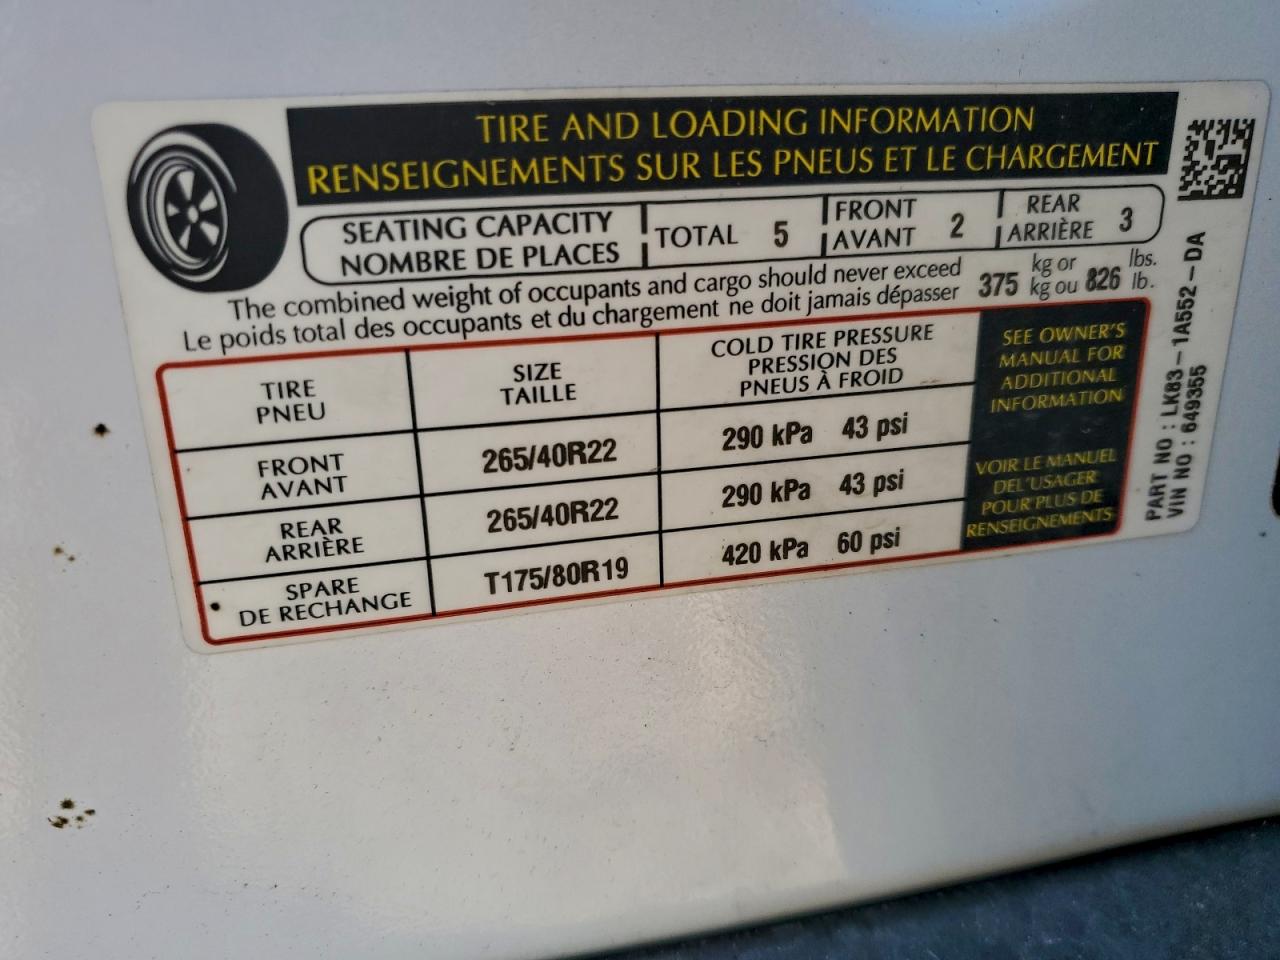 TIRE AND LOADING INFORMATION
RENSEIGNEMENTS SUR LES PNEUS ET LE CHARGEMENT
SEATING CAPACITY
NOMBRE DE PLACES
TOTAL 5
FRONT
AVANT
2
REAR
ARRIÈRE
3
The combined weight of occupants and cargo should never exceed
Le poids total des occupants et du chargement ne doit jamais dépasser
375
kg or
kg ou
826
lbs.
lb.
TIRE
PNEU
SIZE
TAILLE
COLD TIRE PRESSURE
PRESSION DES
PNEUS À FROID
FRONT
AVANT
265/40R22
290 kPa 43 psi
REAR
ARRIÈRE
265/40R22
290 kPa 43 psi
SPARE
DE RECHANGE
T175/80R19
420 kPa 60 psi
SEE OWNER'S
MANUAL FOR
ADDITIONAL
INFORMATION
VOIR LE MANUEL
DE L'USAGER
POUR PLUS DE
RENSEIGNEMENTS
PART NO : LK83-1A552-DA
VIN NO : 649355